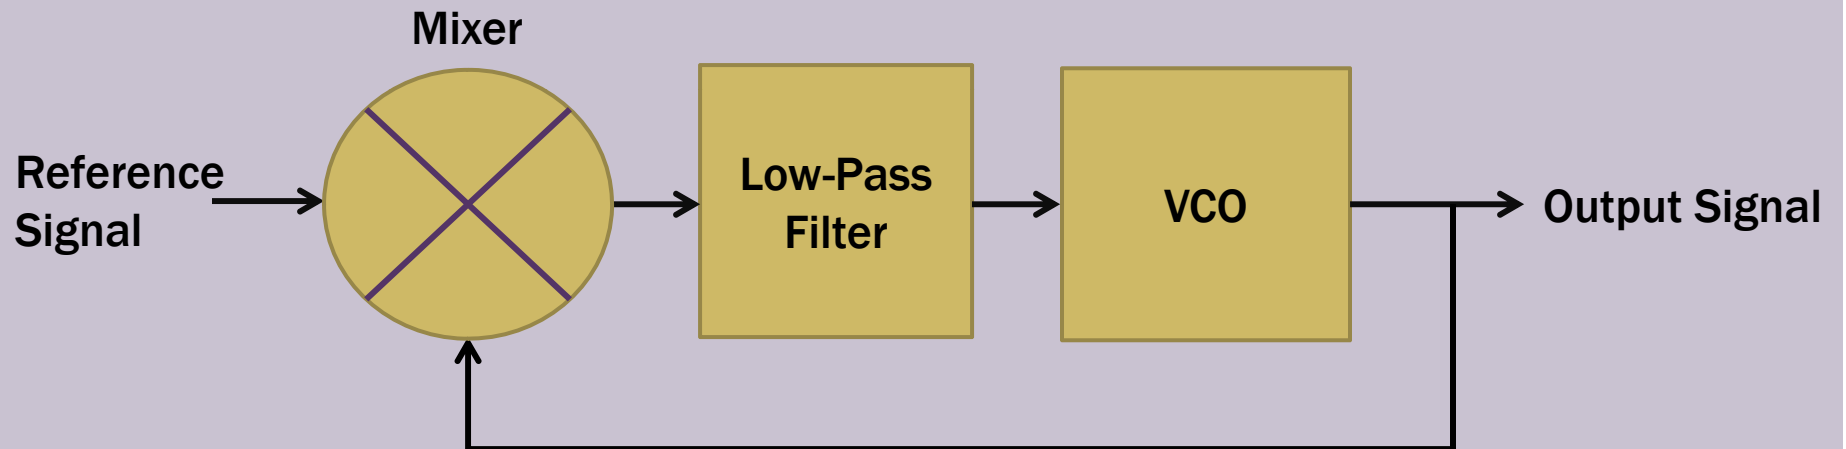 Mixer
Reference
Signal
Low-Pass
Filter
VCO
Output Signal